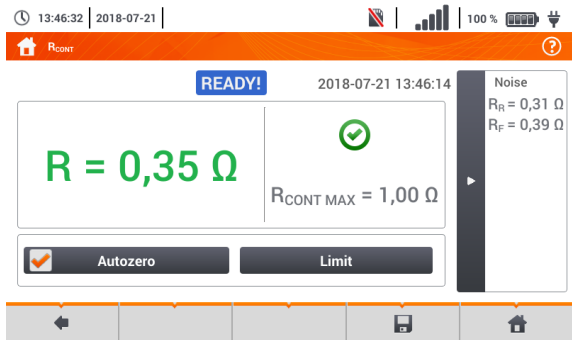 13:46:32 2018-07-21 100 %
RCONT
READY! 2018-07-21 13:46:14
R = 0,35 Ω
RCONT MAX = 1,00 Ω
Noise
RR = 0,31 Ω
RF = 0,39 Ω
Autozero Limit